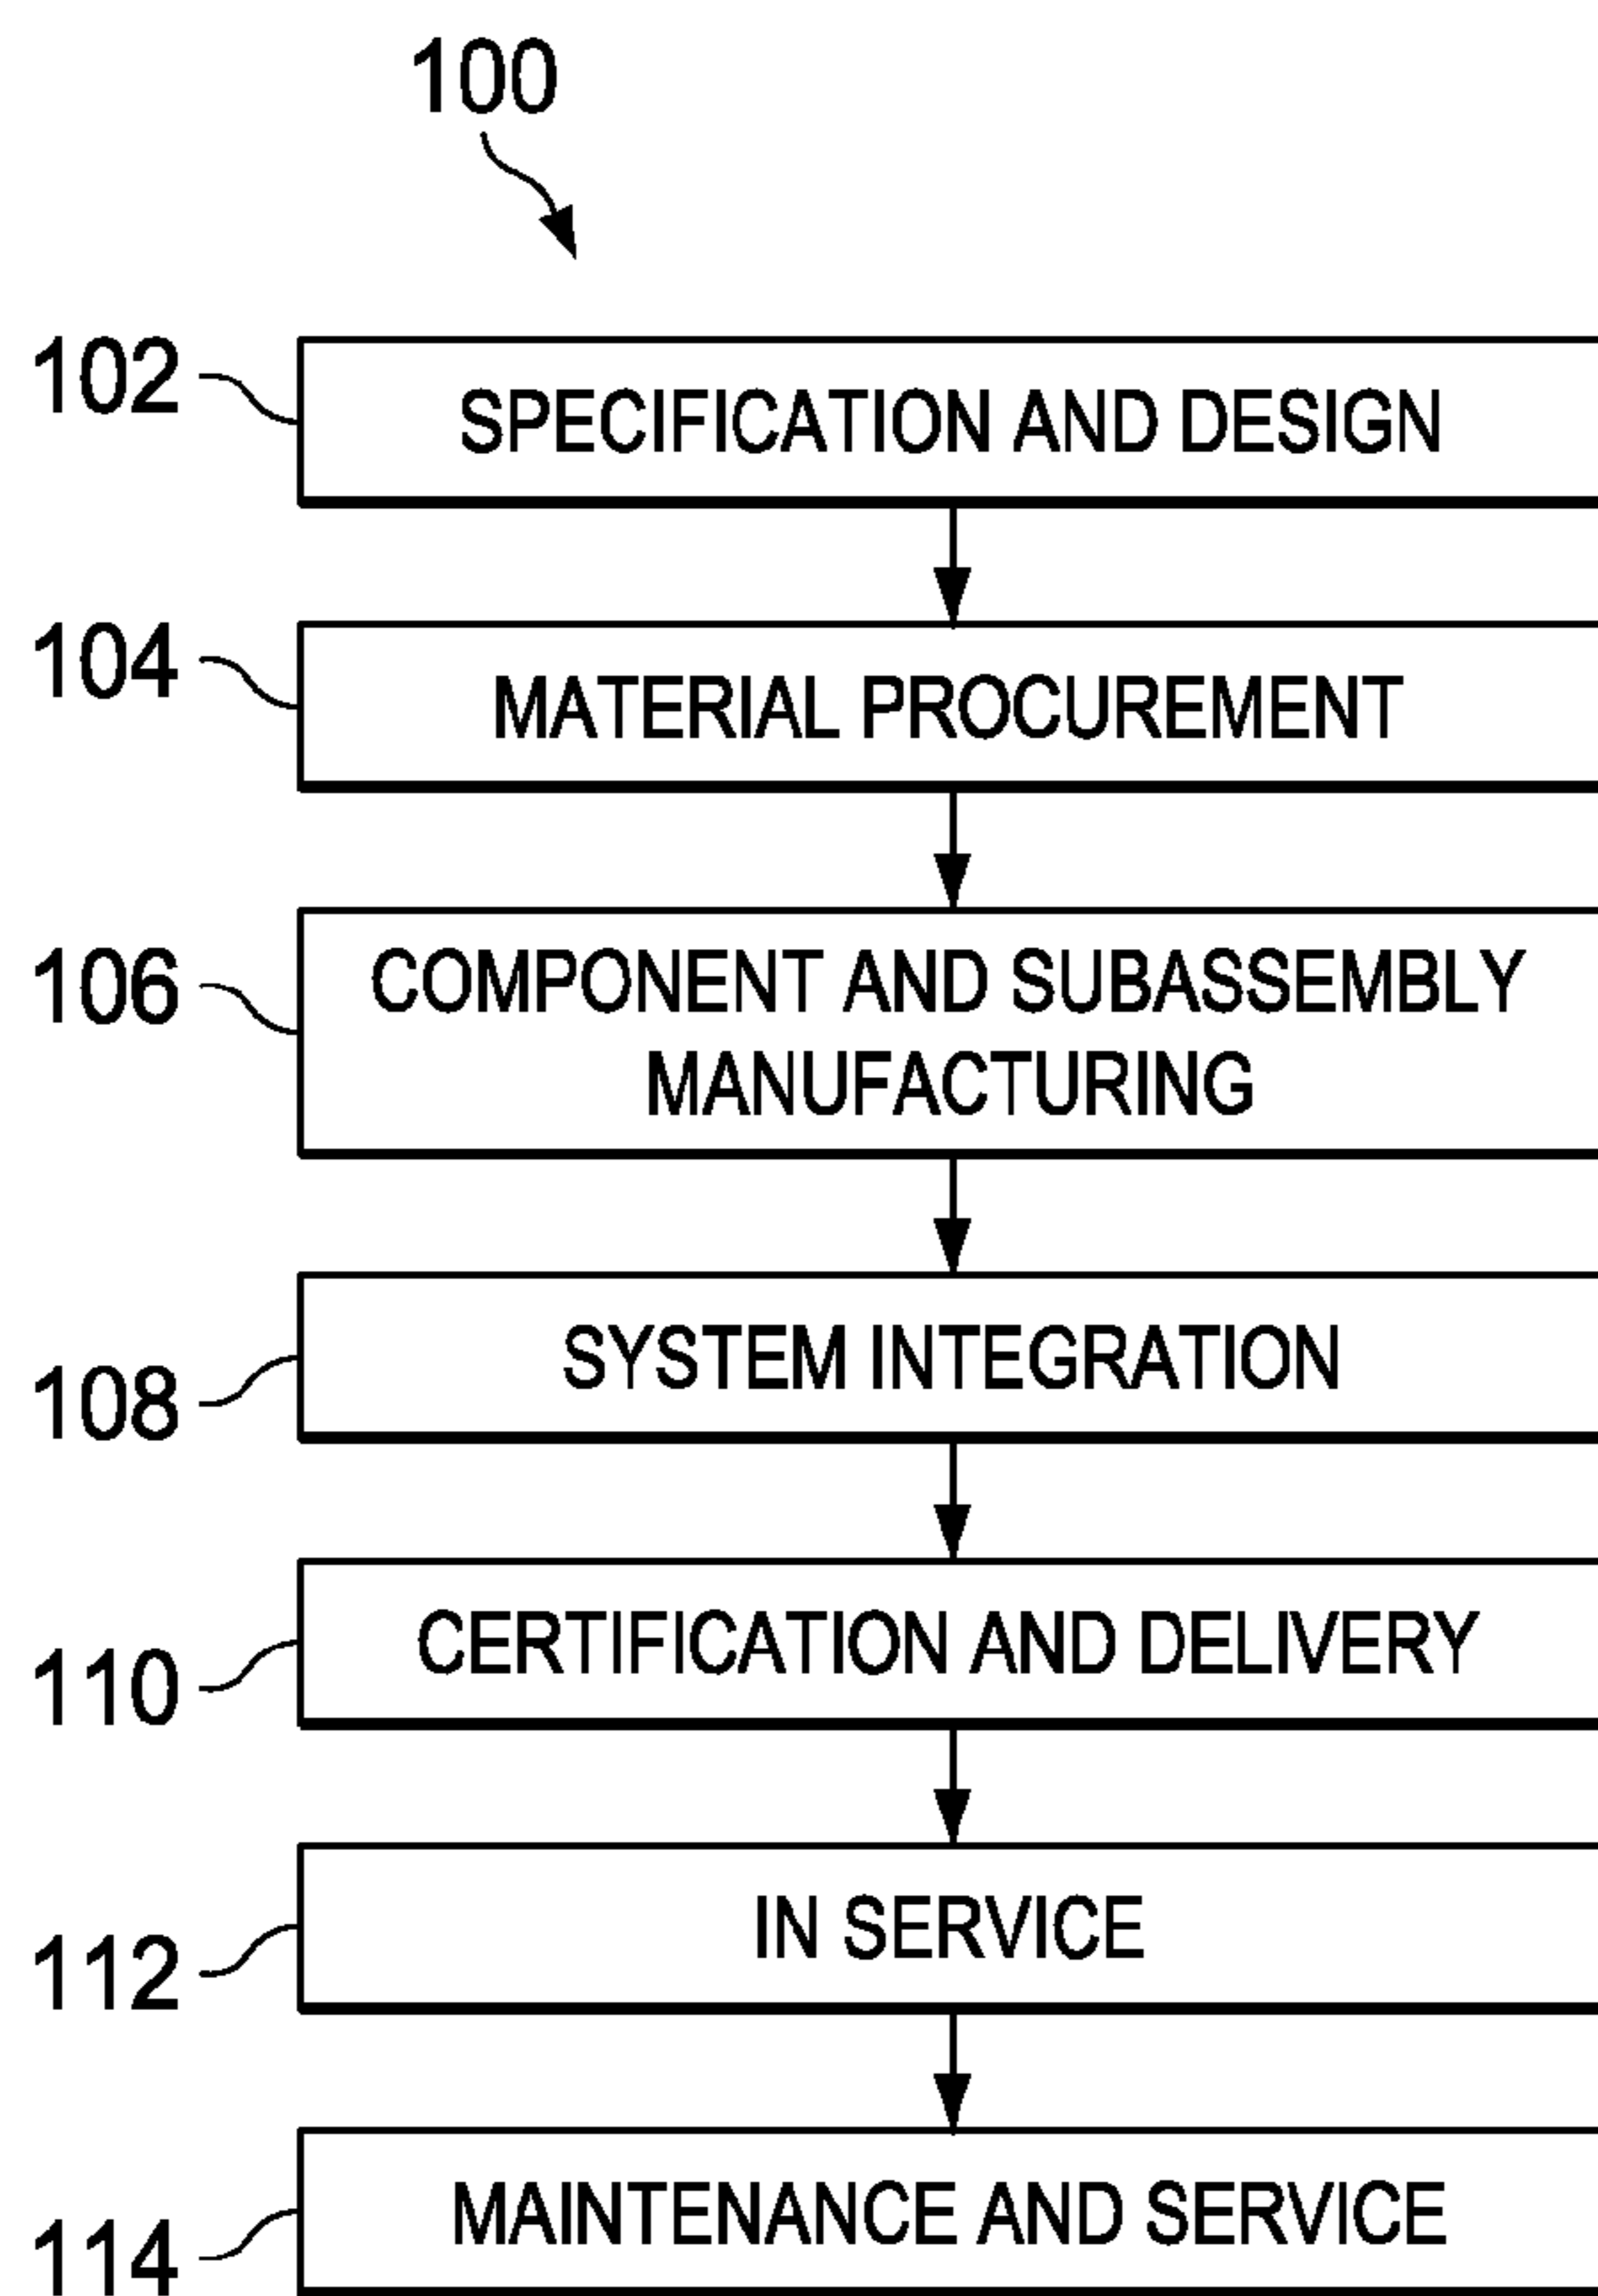 100
102
SPECIFICATION AND DESIGN
104
MATERIAL PROCUREMENT
106
COMPONENT AND SUBASSEMBLY
MANUFACTURING
108
SYSTEM INTEGRATION
110
CERTIFICATION AND DELIVERY
112
IN SERVICE
114
MAINTENANCE AND SERVICE